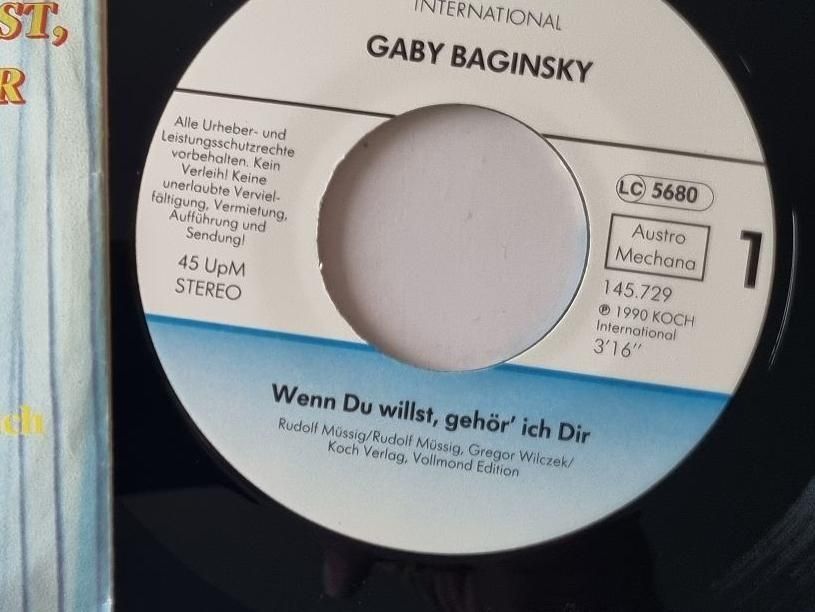 ST,
R
ch
INTERNATIONAL
GABY BAGINSKY
Alle Urheber- und
Leistungsschutzrechte
vorbehalten. Kein
Verleih! Keine
unerlaubte Verviel-
fältigung, Vermietung,
Aufführung und
Sendung!
45 UpM
STEREO
LC 5680
Austro
Mechana
1
145.729
℗ 1990 KOCH
International
3'16"
Wenn Du willst, gehör' ich Dir
Rudolf Müssig/Rudolf Müssig, Gregor Wilczek/
Koch Verlag, Vollmond Edition